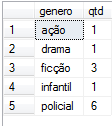 genero qtd
1 ação 1
2 drama 1
3 ficção 3
4 infantil 1
5 policial 6